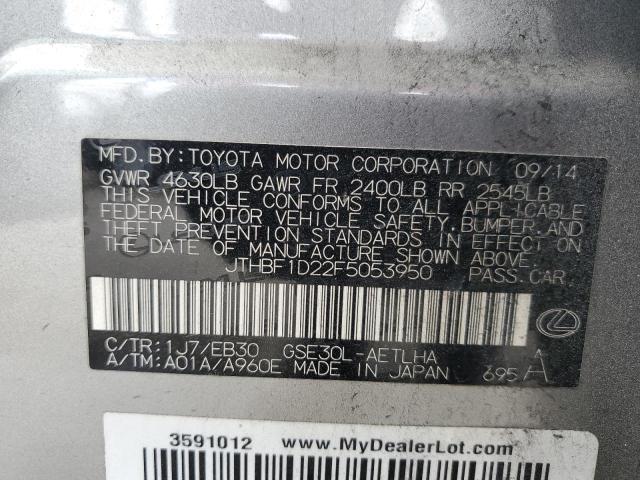 MFD.BY:TOYOTA MOTOR CORPORATION 09/14
GVWR 4630LB GAWR FR 2400LB RR 2545LB
THIS VEHICLE CONFORMS TO ALL APPLICABLE
FEDERAL MOTOR VEHICLE SAFETY,BUMPER,AND
THEFT PREVENTION STANDARDS IN EFFECT ON
THE DATE OF MANUFACTURE SHOWN ABOVE.
JTHBF1D22F5053950 PASS.CAR
C/TR:1J7/EB30 GSE30L-AETLHA
A/TM:A01A/A960E MADE IN JAPAN 695 A
3591012 www.MyDealerLot.com